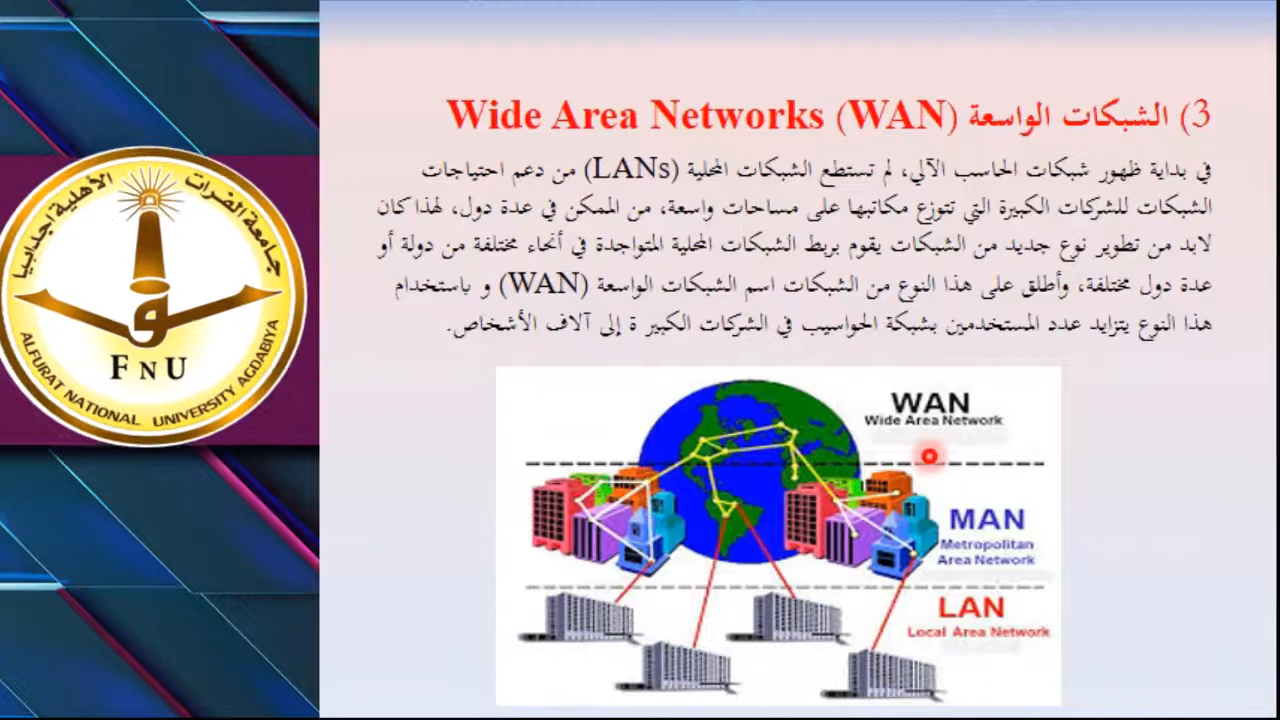 3) الشبكات الواسعة Wide Area Networks (WAN)
في بداية ظهور شبكات الحاسب الآلي، لم تستطع الشبكات المحلية (LANs) من دعم احتياجات
الشبكات للشركات الكبيرة التي تتوزع مكاتبها على مساحات واسعة، من الممكن في عدة دول، لهذا كان
لابد من تطوير نوع جديد من الشبكات يقوم بربط الشبكات المحلية المتواجدة في أنحاء مختلفة من دولة أو
عدة دول مختلفة، وأطلق على هذا النوع من الشبكات اسم الشبكات الواسعة (WAN) و باستخدام
هذا النوع يتزايد عدد المستخدمين بشبكة الحواسيب في الشركات الكبير ة إلى آلاف الأشخاص.
WAN
Wide Area Network
MAN
Metropolitan
Area Network
LAN
Local Area Network
جامعة الفرات الأهلية اجدابيا
FNU
ALFURAT NATIONAL UNIVERSITY AGDABIYA